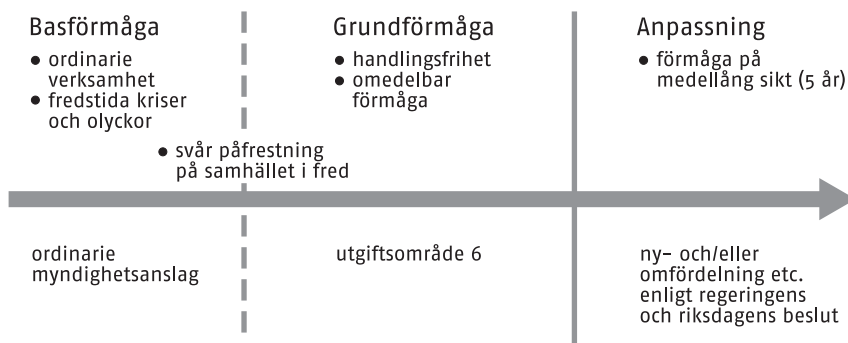 Basförmåga
• ordinarie
verksamhet
• fredstida kriser
och olyckor
Grundförmåga
• handlingsfrihet
• omedelbar
förmåga
Anpassning
• förmåga på
medellång sikt (5 år)
• svår påfrestning
på samhället i fred
ordinarie
myndighetsanslag
utgiftsområde 6
ny- och/eller
omfördelning etc.
enligt regeringens
och riksdagens beslut